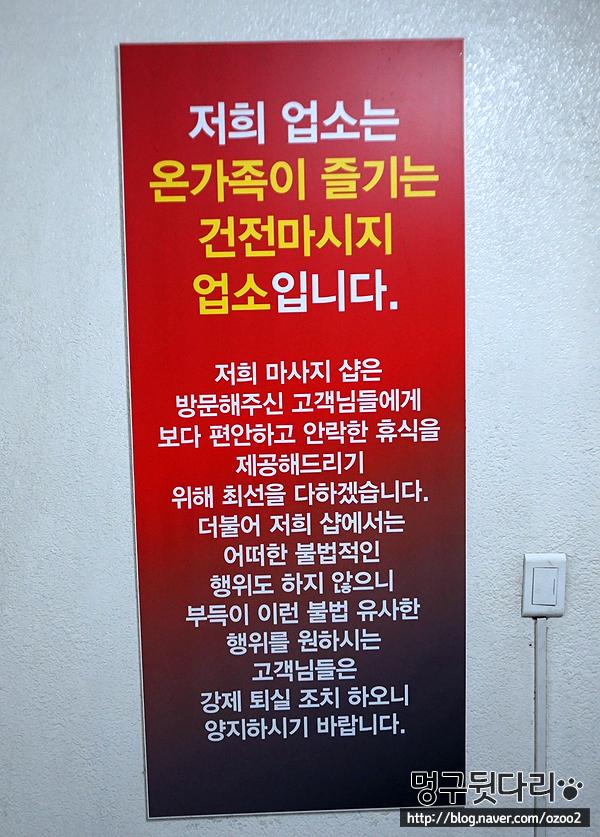 저희 업소는
온가족이 즐기는
건전마시지
업소입니다.
저희 마사지 샵은
방문해주신 고객님들에게
보다 편안하고 안락한 휴식을
제공해드리기
위해 최선을 다하겠습니다.
더불어 저희 샵에서는
어떠한 불법적인
행위도 하지 않으니
부득이 이런 불법 유사한
행위를 원하시는
고객님들은
강제 퇴실 조치 하오니
양지하시기 바랍니다.
멍구뒷다리
http://blog.naver.com/ozoo2